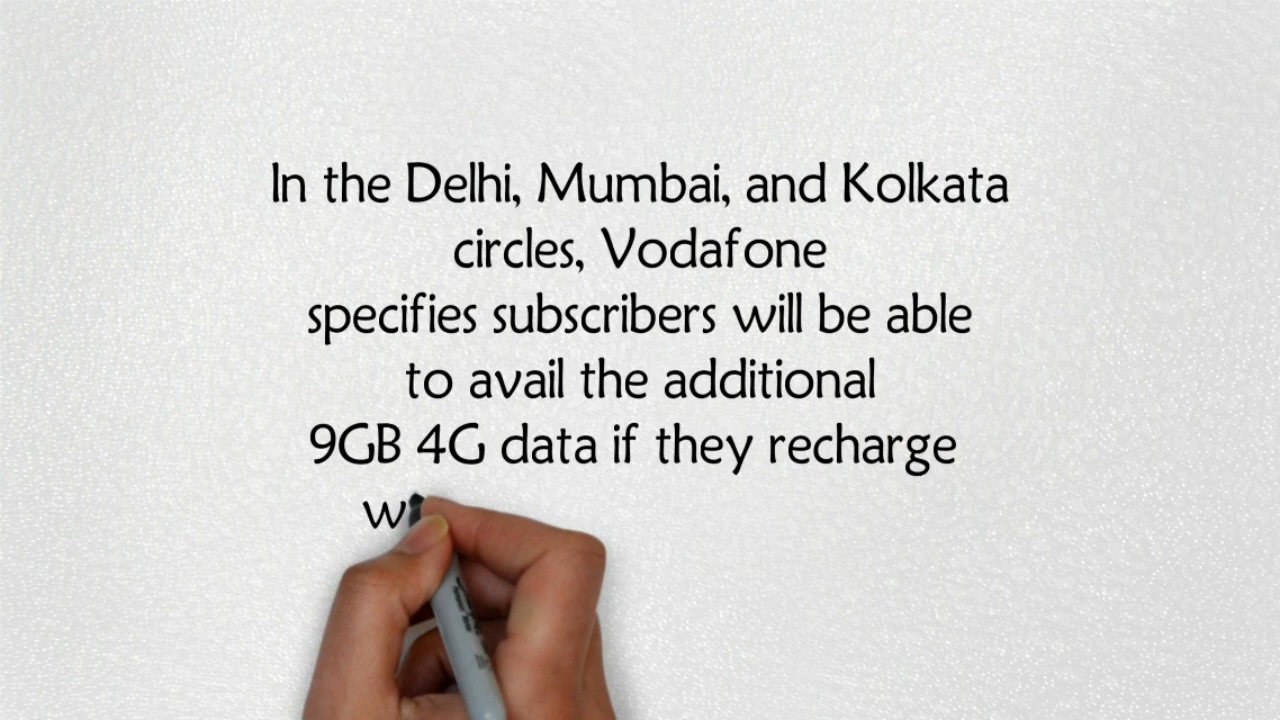 In the Delhi, Mumbai, and Kolkata
circles, Vodafone
specifies subscribers will be able
to avail the additional
9GB 4G data if they recharge
w